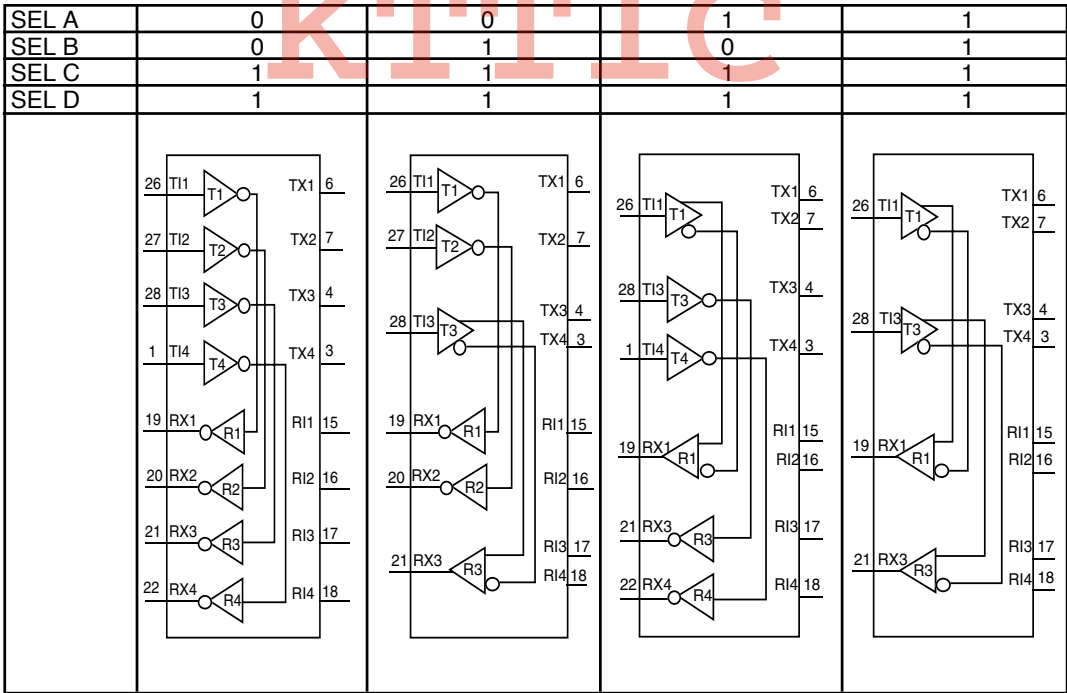 KTTIC
SEL A 0 0 1 1
SEL B 0 1 0 1
SEL C 1 1 1 1
SEL D 1 1 1 1
26 TI1 T1 TX1 6
27 TI2 T2 TX2 7
28 TI3 T3 TX3 4
1 TI4 T4 TX4 3
19 RX1 R1 RI1 15
20 RX2 R2 RI2 16
21 RX3 R3 RI3 17
22 RX4 R4 RI4 18
26 TI1 T1 TX1 6
27 TI2 T2 TX2 7
28 TI3 T3 TX3 4
TX4 3
19 RX1 R1 RI1 15
20 RX2 R2 RI2 16
21 RX3 R3 RI3 17
RI4 18
26 TI1 T1 TX1 6
TX2 7
28 TI3 T3 TX3 4
1 TI4 T4 TX4 3
19 RX1 R1 RI1 15
RI2 16
21 RX3 R3 RI3 17
22 RX4 R4 RI4 18
26 TI1 T1 TX1 6
TX2 7
28 TI3 T3 TX3 4
TX4 3
19 RX1 R1 RI1 15
RI2 16
21 RX3 R3 RI3 17
RI4 18